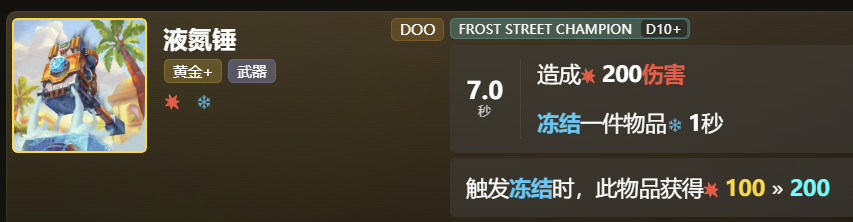 液氮锤
黄金+ 武器
DOO
FROST STREET CHAMPION D10+
7.0
秒
造成 200伤害
冻结一件物品 1秒
触发冻结时，此物品获得 100 » 200